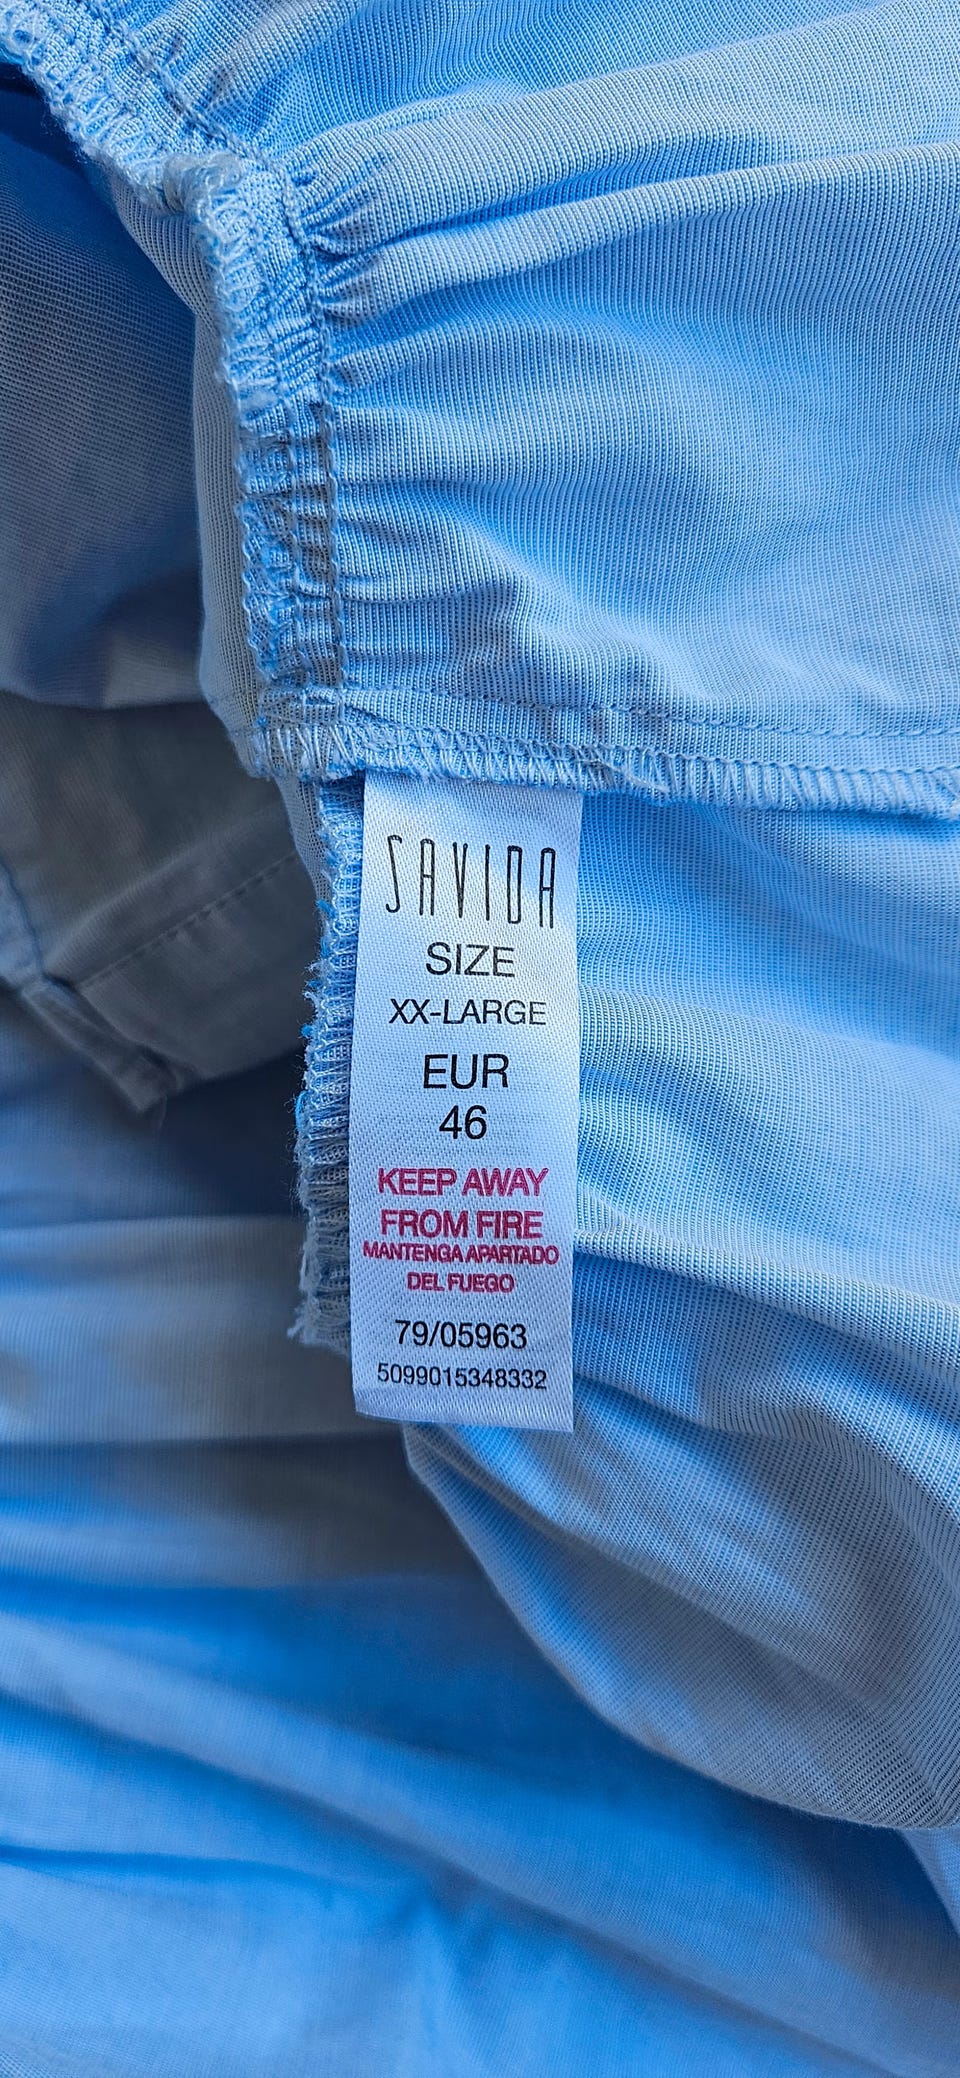 SAVIDA
SIZE
XX-LARGE
EUR
46
KEEP AWAY
FROM FIRE
MANTENGA APARTADO
DEL FUEGO
79/05963
5099015348332